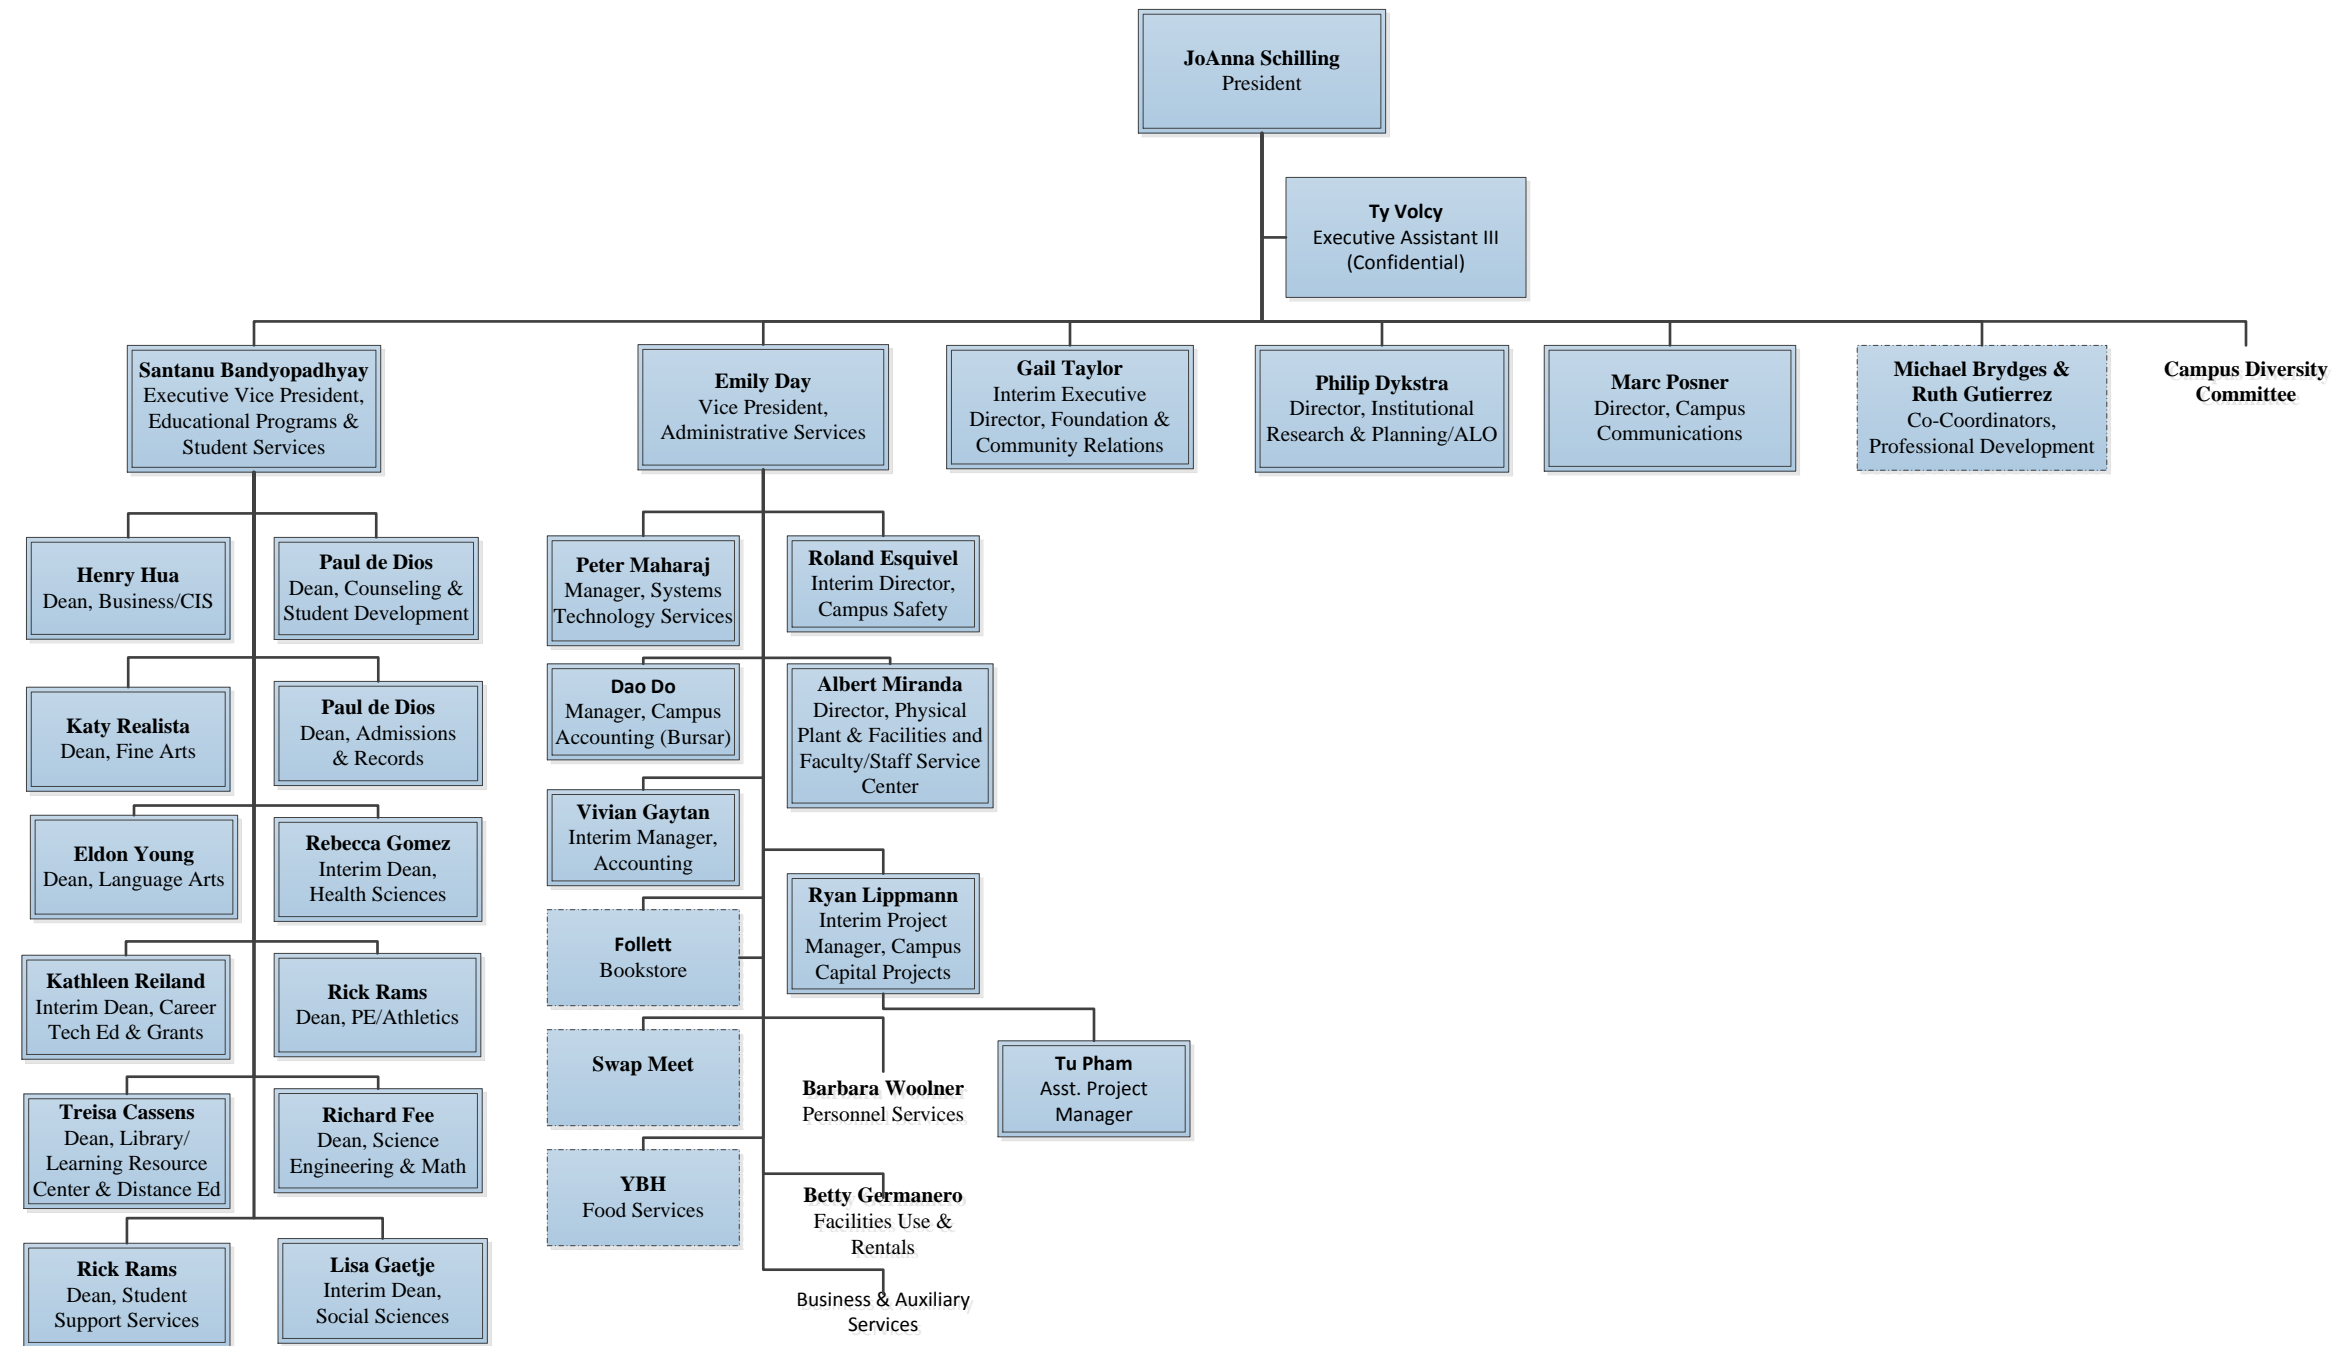 JoAnna Schilling
President
Ty Volcy
Executive Assistant III
(Confidential)
Santanu Bandyopadhyay
Executive Vice President,
Educational Programs &
Student Services
Emily Day
Vice President,
Administrative Services
Gail Taylor
Interim Executive
Director, Foundation &
Community Relations
Philip Dykstra
Director, Institutional
Research & Planning/ALO
Marc Posner
Director, Campus
Communications
Michael Brydges &
Ruth Gutierrez
Co-Coordinators,
Professional Development
Campus Diversity
Committee
Henry Hua
Dean, Business/CIS
Paul de Dios
Dean, Counseling &
Student Development
Katy Realista
Dean, Fine Arts
Paul de Dios
Dean, Admissions
& Records
Eldon Young
Dean, Language Arts
Rebecca Gomez
Interim Dean,
Health Sciences
Kathleen Reiland
Interim Dean, Career
Tech Ed & Grants
Rick Rams
Dean, PE/Athletics
Treisa Cassens
Dean, Library/
Learning Resource
Center & Distance Ed
Richard Fee
Dean, Science
Engineering & Math
Rick Rams
Dean, Student
Support Services
Lisa Gaetje
Interim Dean,
Social Sciences
Peter Maharaj
Manager, Systems
Technology Services
Roland Esquivel
Interim Director,
Campus Safety
Dao Do
Manager, Campus
Accounting (Bursar)
Albert Miranda
Director, Physical
Plant & Facilities and
Faculty/Staff Service
Center
Vivian Gaytan
Interim Manager,
Accounting
Ryan Lippmann
Interim Project
Manager, Campus
Capital Projects
Follett
Bookstore
Tu Pham
Asst. Project
Manager
Swap Meet
Barbara Woolner
Personnel Services
YBH
Food Services
Betty Germanero
Facilities Use &
Rentals
Business & Auxiliary
Services